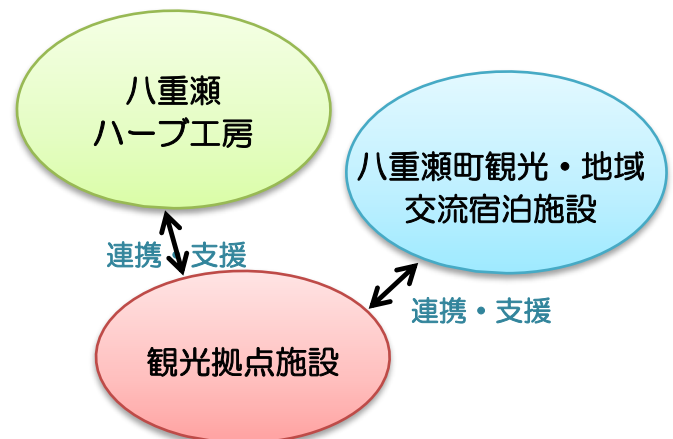 八重瀬
ハーブ工房
八重瀬町観光・地域
交流宿泊施設
連携 支援
連携・支援
観光拠点施設